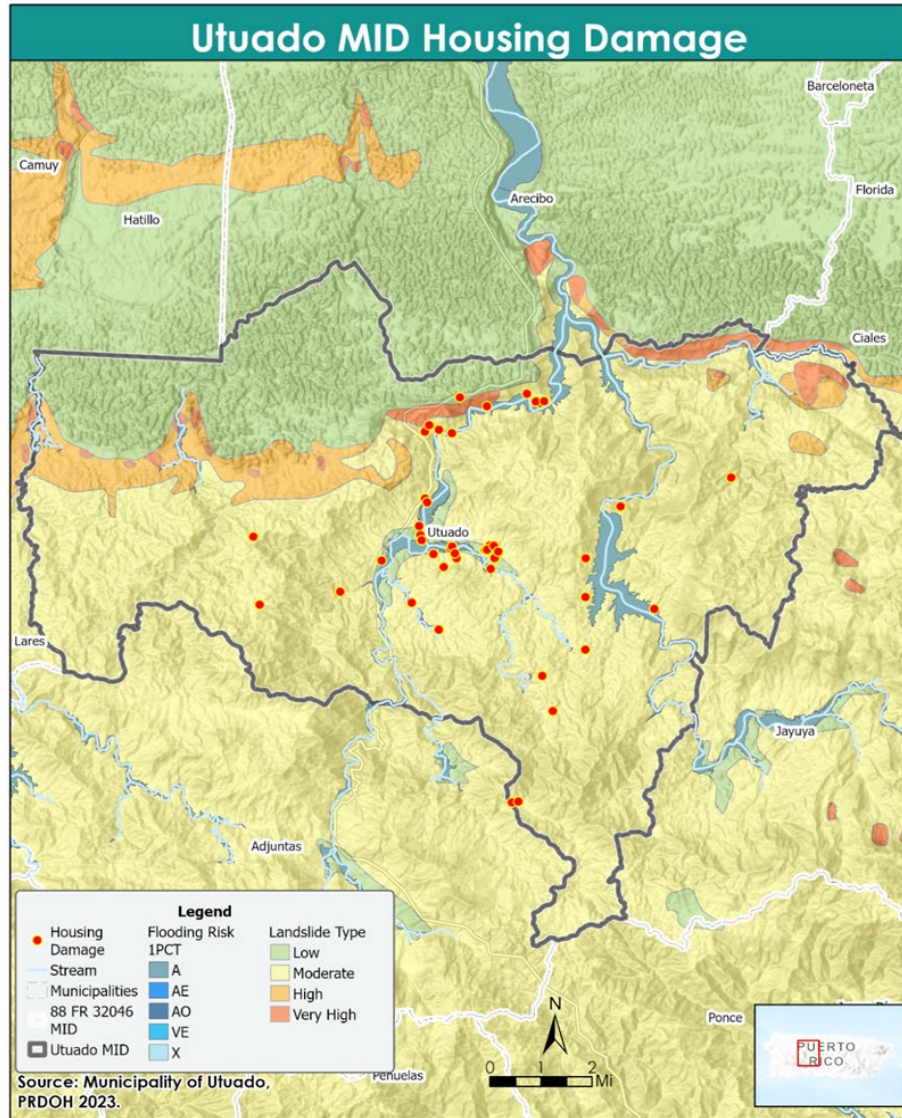 Utuado MID Housing Damage
Barceloneta
Camuy
Florida
Arecibo
Hatillo
Ciales
Utuado
Lares
Jayuya
Adjuntas
Legend
Housing
Damage
Stream
Municipalities
88 FR 32046
MID
Utuado MID
Flooding Risk
1PCT
A
AE
AO
VE
X
Landslide Type
Low
Moderate
High
Very High
N
0
1
2
Mi
Ponce
PUERTO
RICO
Peñuelas
Source: Municipality of Utuado,
PRDOH 2023.